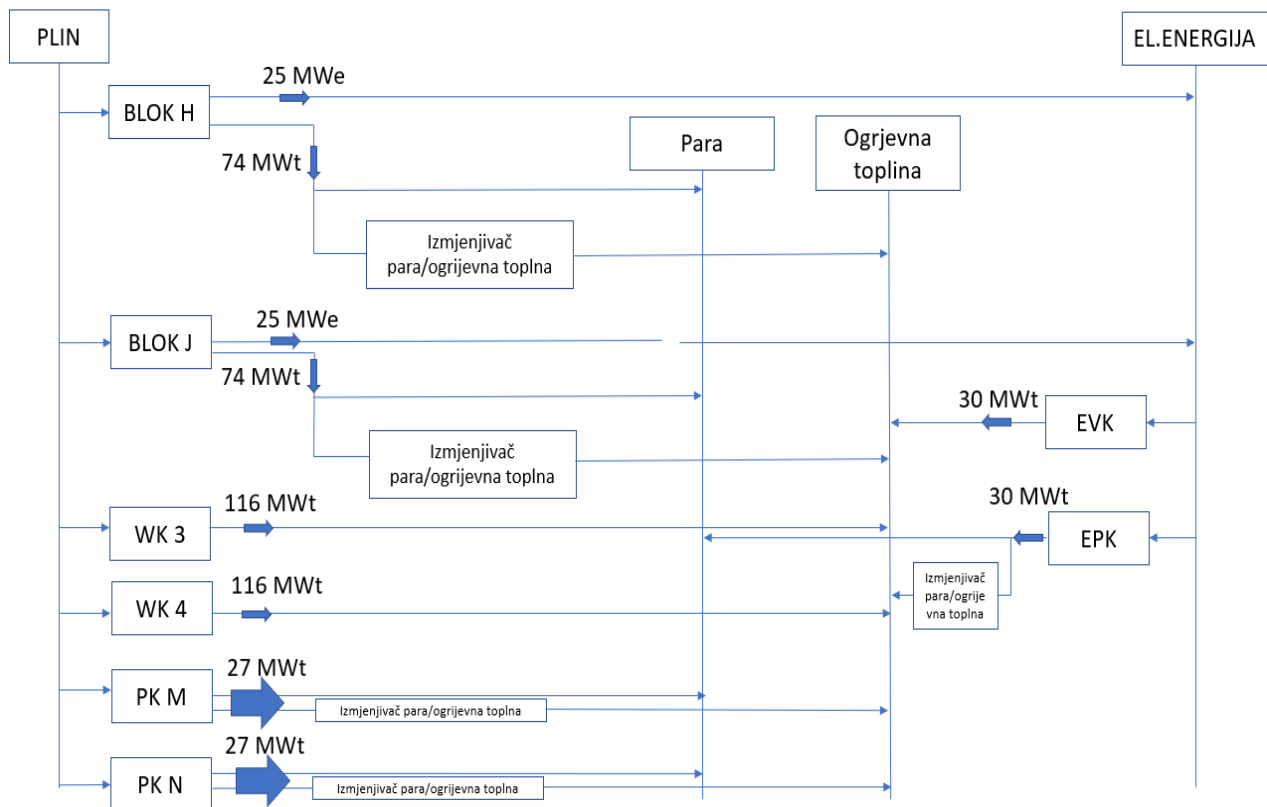 PLIN
EL.ENERGIJA
25 MWe
BLOK H
Para
Ogrjevna
toplina
74 MWt
Izmjenjivač
para/ogrijevna toplna
25 MWe
BLOK J
74 MWt
30 MWt
EVK
Izmjenjivač
para/ogrijevna toplna
116 MWt
30 MWt
WK 3
EPK
Izmjenjivač
para/ogrije
vna toplna
116 MWt
WK 4
27 MWt
PK M
Izmjenjivač para/ogrijevna toplna
27 MWt
PK N
Izmjenjivač para/ogrijevna toplna